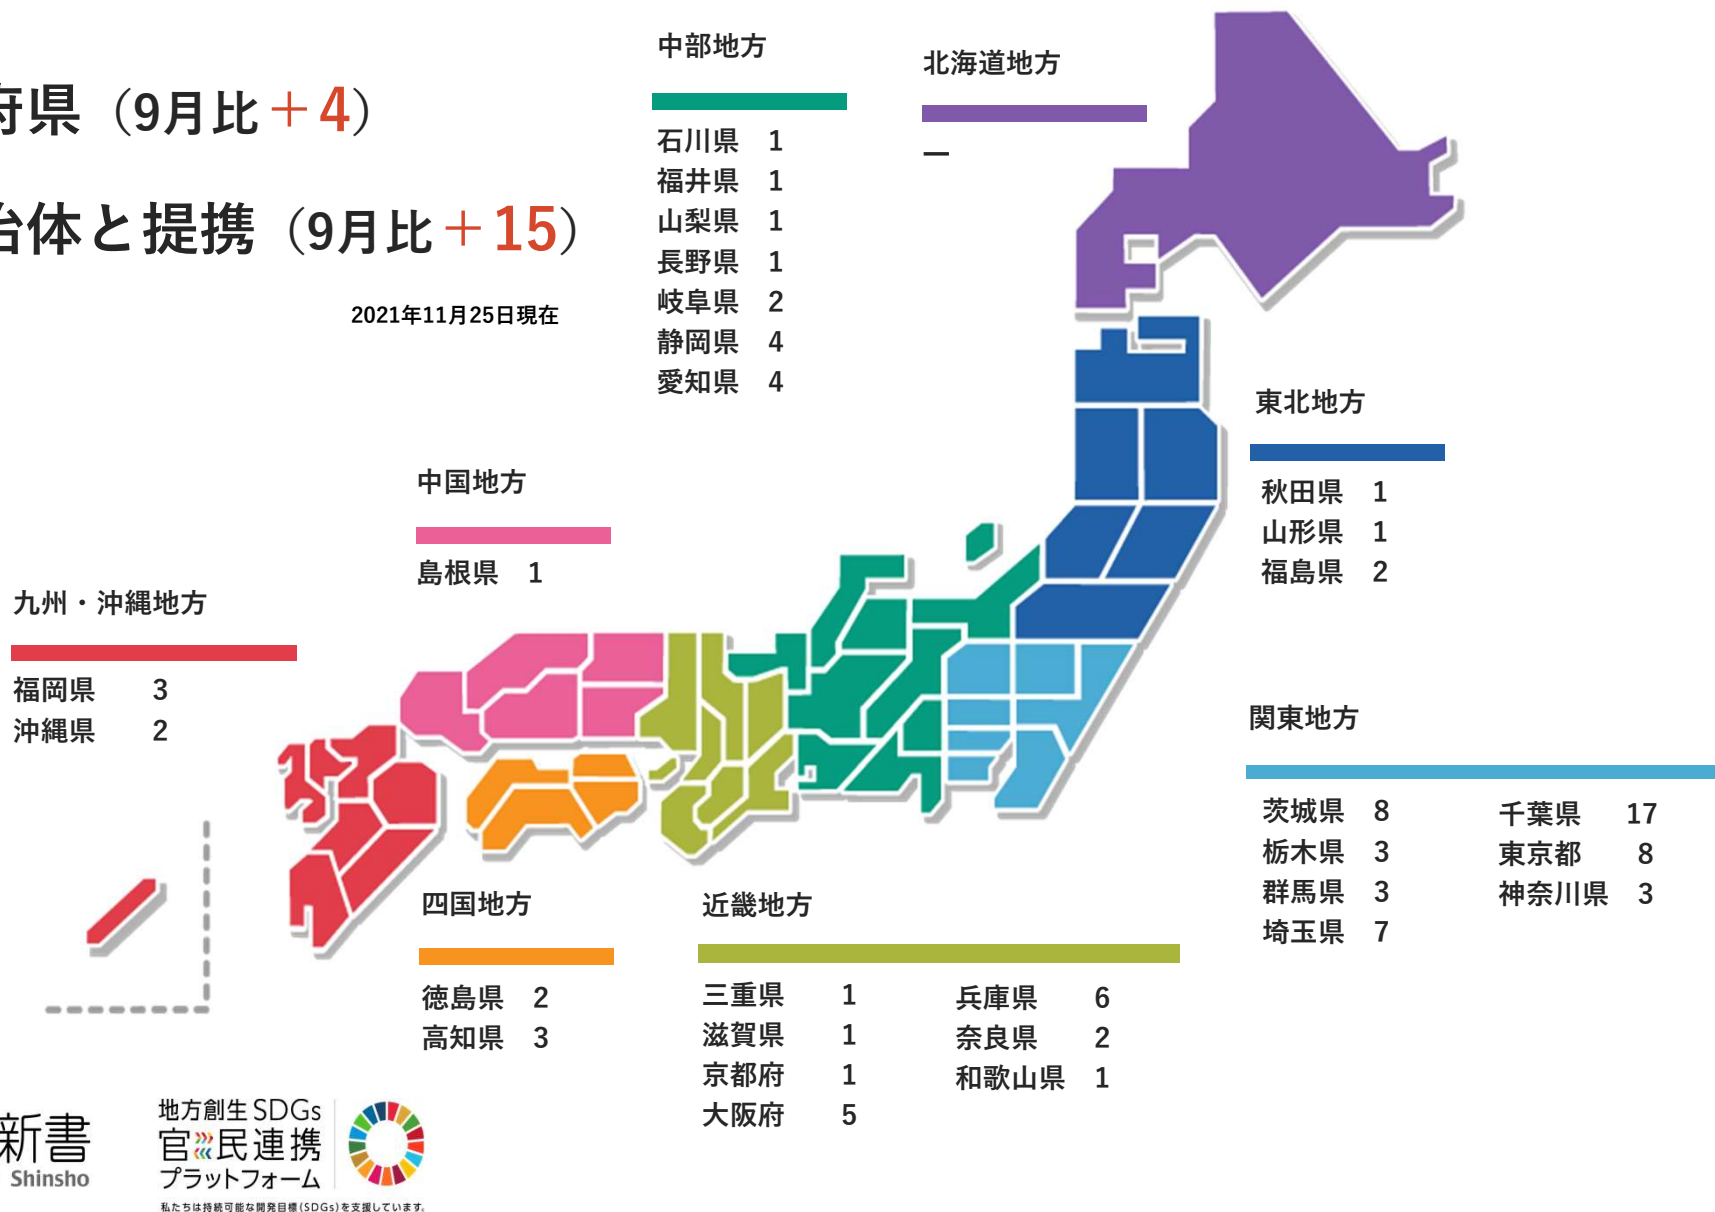 府県（9月比＋4）
治体と提携（9月比＋15）
2021年11月25日現在
中部地方
石川県 1
福井県 1
山梨県 1
長野県 1
岐阜県 2
静岡県 4
愛知県 4
北海道地方
ー
東北地方
秋田県 1
山形県 1
福島県 2
中国地方
島根県 1
九州・沖縄地方
福岡県 3
沖縄県 2
関東地方
茨城県 8
栃木県 3
群馬県 3
埼玉県 7
千葉県 17
東京都 8
神奈川県 3
四国地方
徳島県 2
高知県 3
近畿地方
三重県 1
滋賀県 1
京都府 1
大阪府 5
兵庫県 6
奈良県 2
和歌山県 1
新書
Shinsho
地方創生SDGs
官民連携
プラットフォーム
私たちは持続可能な開発目標(SDGs)を支援しています。